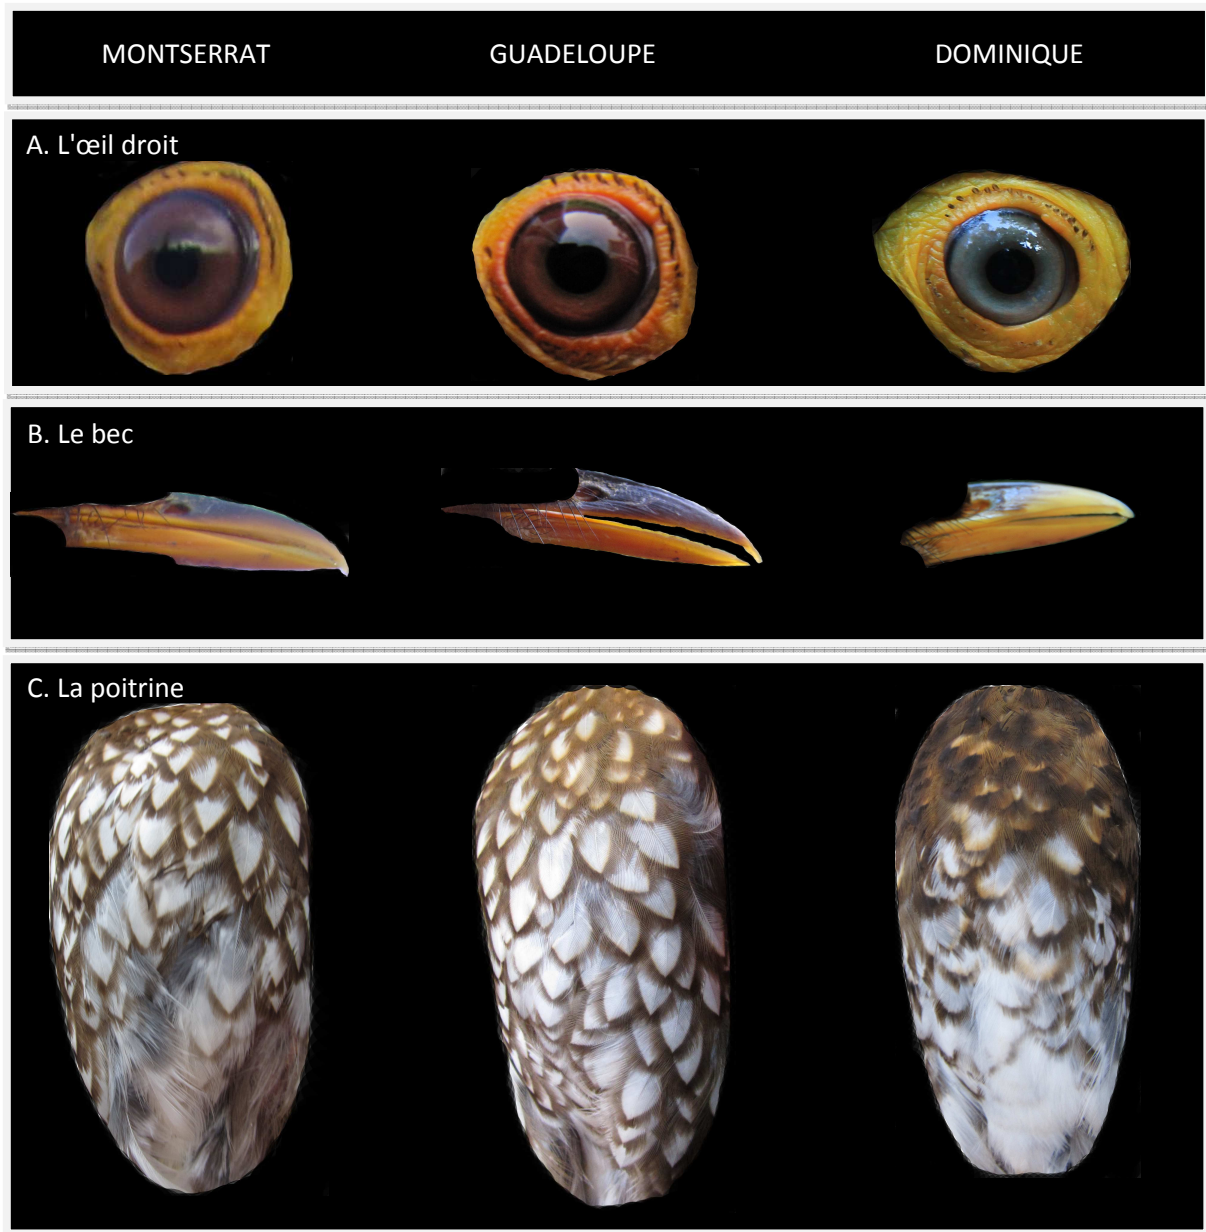 MONTSERRAT GUADELOUPE DOMINIQUE
A. L'œil droit
B. Le bec
C. La poitrine